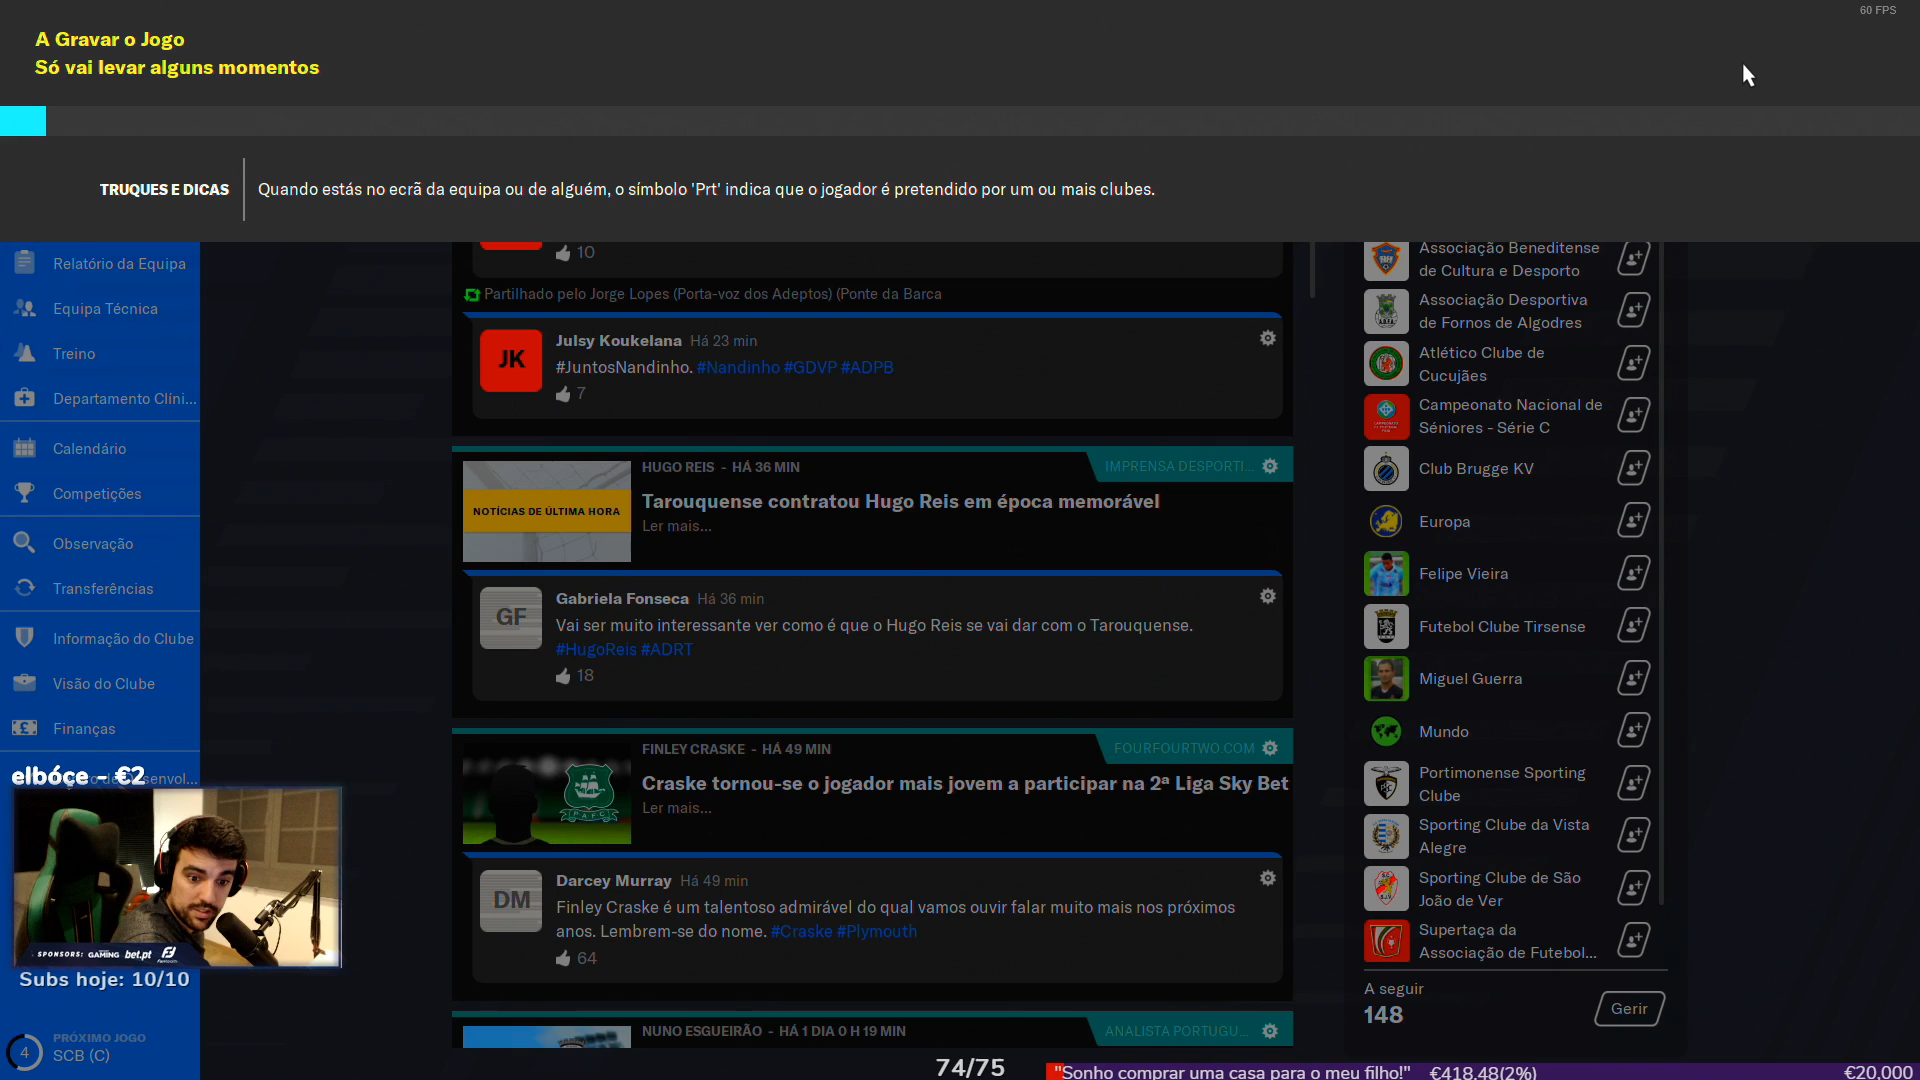 60 FPS
A Gravar o Jogo
Só vai levar alguns momentos
TRUQUES E DICAS
Quando estás no ecrã da equipa ou de alguém, o símbolo 'Prt' indica que o jogador é pretendido por um ou mais clubes.
Relatório da Equipa
Equipa Técnica
Treino
Departamento Clíni...
Calendário
Competições
Observação
Transferências
Informação do Clube
Visão do Clube
Finanças
elbóçe - €2
SPONSORS: GAMING bet.pt
Subs hoje: 10/10
4
PRÓXIMO JOGO
SCB (C)
10
Partilhado pelo Jorge Lopes (Porta-voz dos Adeptos) (Ponte da Barca
JK
Julsy Koukelana Há 23 min
#JuntosNandinho. #Nandinho #GDVP #ADPB
7
HUGO REIS - HÁ 36 MIN
IMPRENSA DESPORTI...
NOTÍCIAS DE ÚLTIMA HORA
Tarouquense contratou Hugo Reis em época memorável
Ler mais...
GF
Gabriela Fonseca Há 36 min
Vai ser muito interessante ver como é que o Hugo Reis se vai dar com o Tarouquense.
#HugoReis #ADRT
18
FINLEY CRASKE - HÁ 49 MIN
FOURFOURTWO.COM
Craske tornou-se o jogador mais jovem a participar na 2ª Liga Sky Bet
Ler mais...
DM
Darcey Murray Há 49 min
Finley Craske é um talentoso admirável do qual vamos ouvir falar muito mais nos próximos
anos. Lembrem-se do nome. #Craske #Plymouth
64
NUNO ESGUEIRÃO - HÁ 1 DIA 0 H 19 MIN
ANALISTA PORTUGU...
Associação Beneditense
de Cultura e Desporto
Associação Desportiva
de Fornos de Algodres
Atlético Clube de
Cucujães
Campeonato Nacional de
Séniores - Série C
Club Brugge KV
Europa
Felipe Vieira
Futebol Clube Tirsense
Miguel Guerra
Mundo
Portimonense Sporting
Clube
Sporting Clube da Vista
Alegre
Sporting Clube de São
João de Ver
Supertaça da
Associação de Futebol...
A seguir
148
Gerir
74/75
"Sonho comprar uma casa para o meu filho!" €418.48(2%)
€20,000